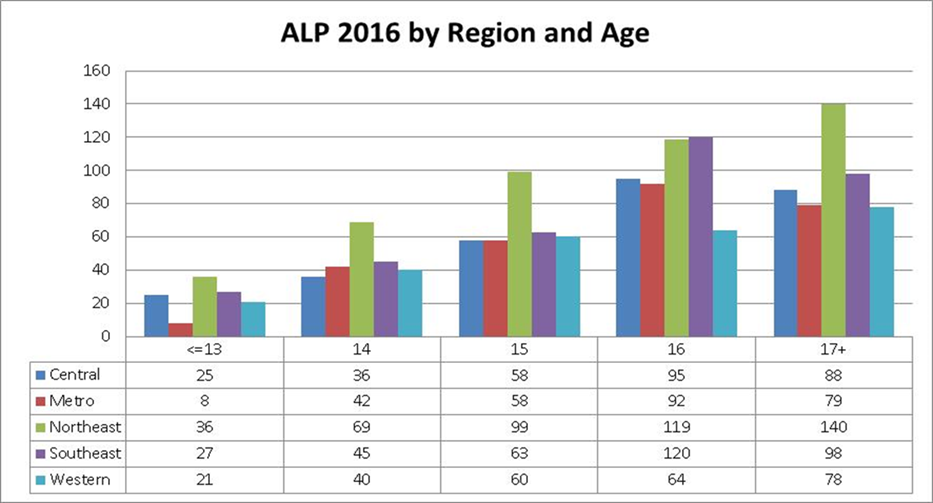 ALP 2016 by Region and Age
160
140
120
100
80
60
40
20
0
<=13 14 15 16 17+
Central 25 36 58 95 88
Metro 8 42 58 92 79
Northeast 36 69 99 119 140
Southeast 27 45 63 120 98
Western 21 40 60 64 78